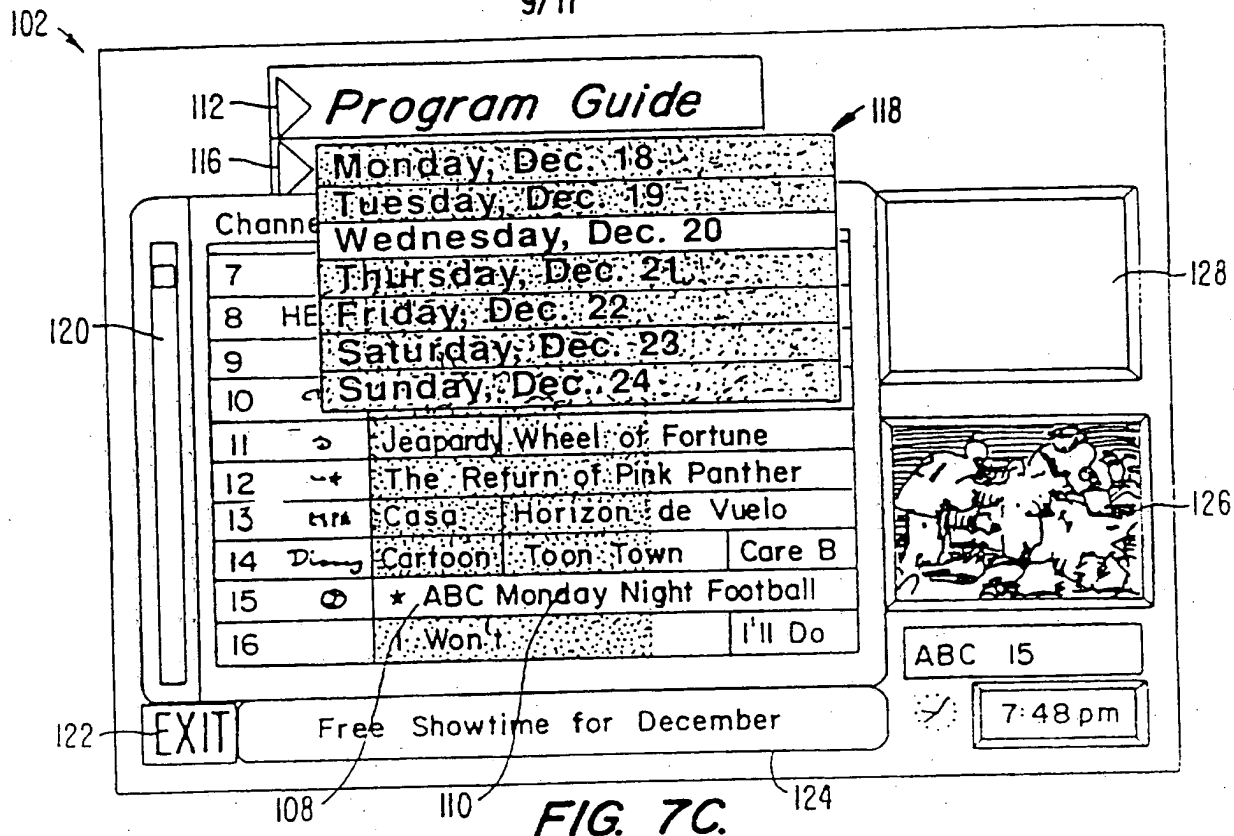 9/11
102
112
Program Guide
118
116
Monday, Dec. 18
Tuesday, Dec. 19
Channe
Wednesday, Dec. 20
7
Thursday, Dec. 21
128
8 HE
Friday, Dec. 22
120
9
Saturday, Dec. 23
10
Sunday, Dec. 24
11 Jeapardy Wheel of Fortune
12 The Return of Pink Panther
13 Casa Horizon de Vuelo
126
14 Disney Cartoon Toon Town Care B
15 * ABC Monday Night Football
16 I Won't I'll Do
ABC 15
122
EXIT
Free Showtime for December
7:48 pm
108
110
124
FIG. 7C.